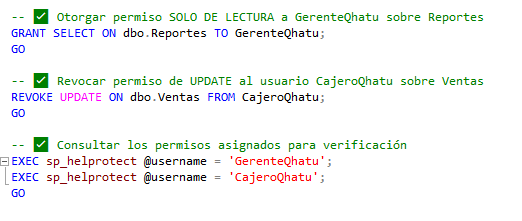 -- ✅ Otorgar permiso SOLO DE LECTURA a GerenteQhatu sobre Reportes
GRANT SELECT ON dbo.Reportes TO GerenteQhatu;
GO
-- ✅ Revocar permiso de UPDATE al usuario CajeroQhatu sobre Ventas
REVOKE UPDATE ON dbo.Ventas FROM CajeroQhatu;
GO
-- ✅ Consultar los permisos asignados para verificación
EXEC sp_helprotect @username = 'GerenteQhatu';
EXEC sp_helprotect @username = 'CajeroQhatu';
GO